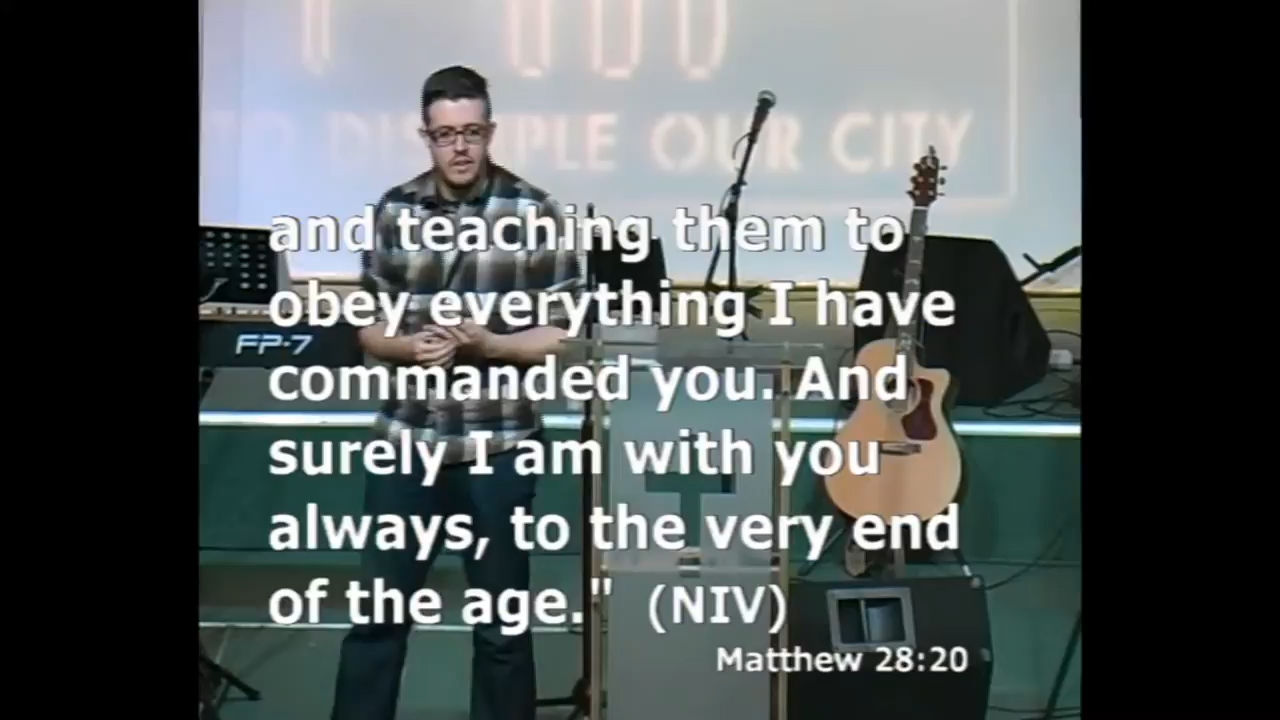 DISCIPLE OUR CITY
and teaching them to
obey everything I have
FP-7
commanded you. And
surely I am with you
always, to the very end
of the age." (NIV)
Matthew 28:20